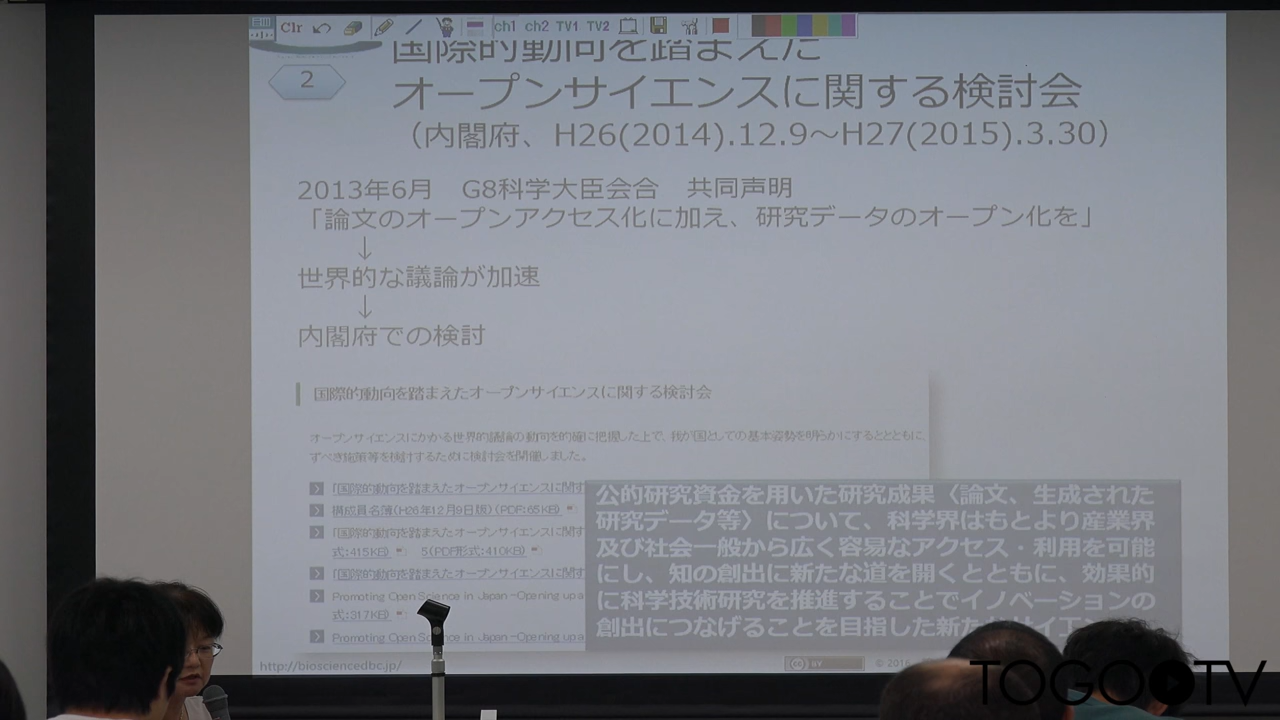 Clr ch1 ch2 TV1 TV2
国際的動向を踏まえた
2
オープンサイエンスに関する検討会
（内閣府、H26(2014).12.9～H27(2015).3.30）
2013年6月　G8科学大臣会合　共同声明
「論文のオープンアクセス化に加え、研究データのオープン化を」
↓
世界的な議論が加速
↓
内閣府での検討
国際的動向を踏まえたオープンサイエンスに関する検討会
オープンサイエンスにかかる世界的議論の動向を的確に把握した上で、我が国としての基本姿勢を明らかにするとともに、
すべき施策等を検討するために検討会を開催しました。
「国際的動向を踏まえたオープンサイエンスに関す
構成員名簿（H26年12月9日版）（PDF:65KB）
「国際的動向を踏まえたオープンサイエンスに関す
式:415KB） 5（PDF形式:410KB）
「国際的動向を踏まえたオープンサイエンスに関す
Promoting Open Science in Japan -Opening up a
式:317KB）
Promoting Open Science in Japan -Opening up a
公的研究資金を用いた研究成果〈論文、生成された
研究データ等〉について、科学界はもとより産業界
及び社会一般から広く容易なアクセス・利用を可能
にし、知の創出に新たな道を開くとともに、効果的
に科学技術研究を推進することでイノベーションの
創出につなげることを目指した新たなサイエン
http://biosciencedbc.jp/
CC BY
© 201
TOGO TV